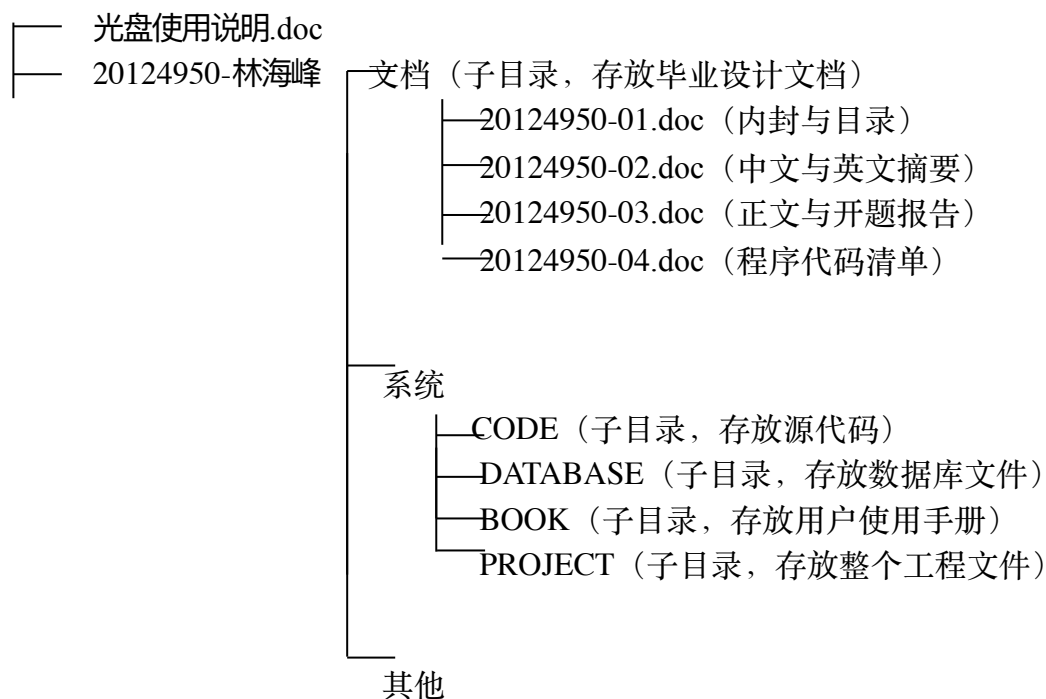 光盘使用说明.doc
20124950-林海峰 文档（子目录，存放毕业设计文档）
20124950-01.doc（内封与目录）
20124950-02.doc（中文与英文摘要）
20124950-03.doc（正文与开题报告）
20124950-04.doc（程序代码清单）
系统
CODE（子目录，存放源代码）
DATABASE（子目录，存放数据库文件）
BOOK（子目录，存放用户使用手册）
PROJECT（子目录，存放整个工程文件）
其他